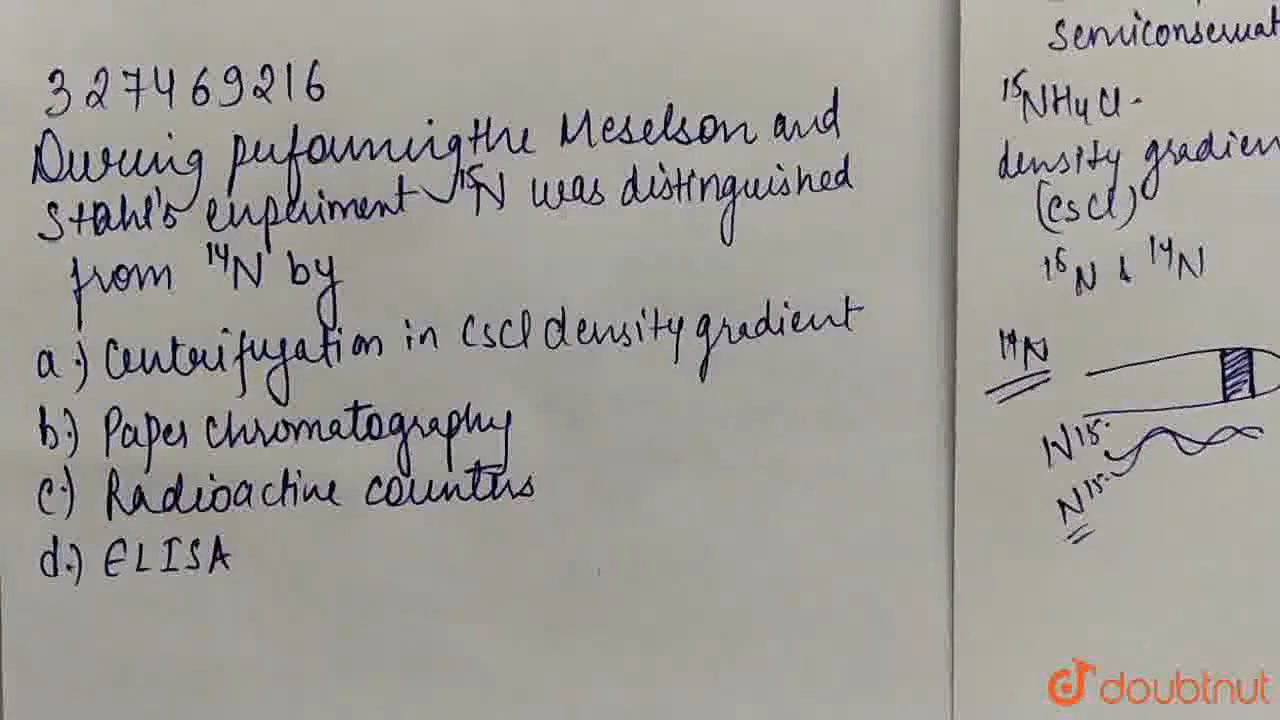 327469216
During performing the Meselson and
Stahl's experiment ¹⁵N was distinguished
from ¹⁴N by
a.) Centrifugation in CsCl density gradient
b.) Paper chromatography
c.) Radioactive counters
d.) ELISA
semiconservat
¹⁵NH4Cl.
density gradien
(CsCl)
¹⁵N & ¹⁴N
¹⁴N
N15.
N15.
doubtnut